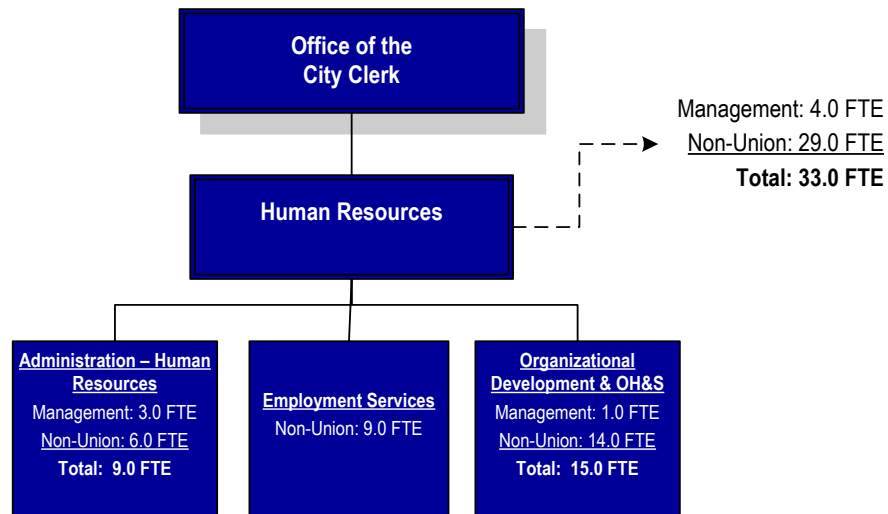 Office of the
City Clerk
Management: 4.0 FTE
Non-Union: 29.0 FTE
Total: 33.0 FTE
Human Resources
Administration – Human
Resources
Management: 3.0 FTE
Non-Union: 6.0 FTE
Total: 9.0 FTE
Employment Services
Non-Union: 9.0 FTE
Organizational
Development & OH&S
Management: 1.0 FTE
Non-Union: 14.0 FTE
Total: 15.0 FTE